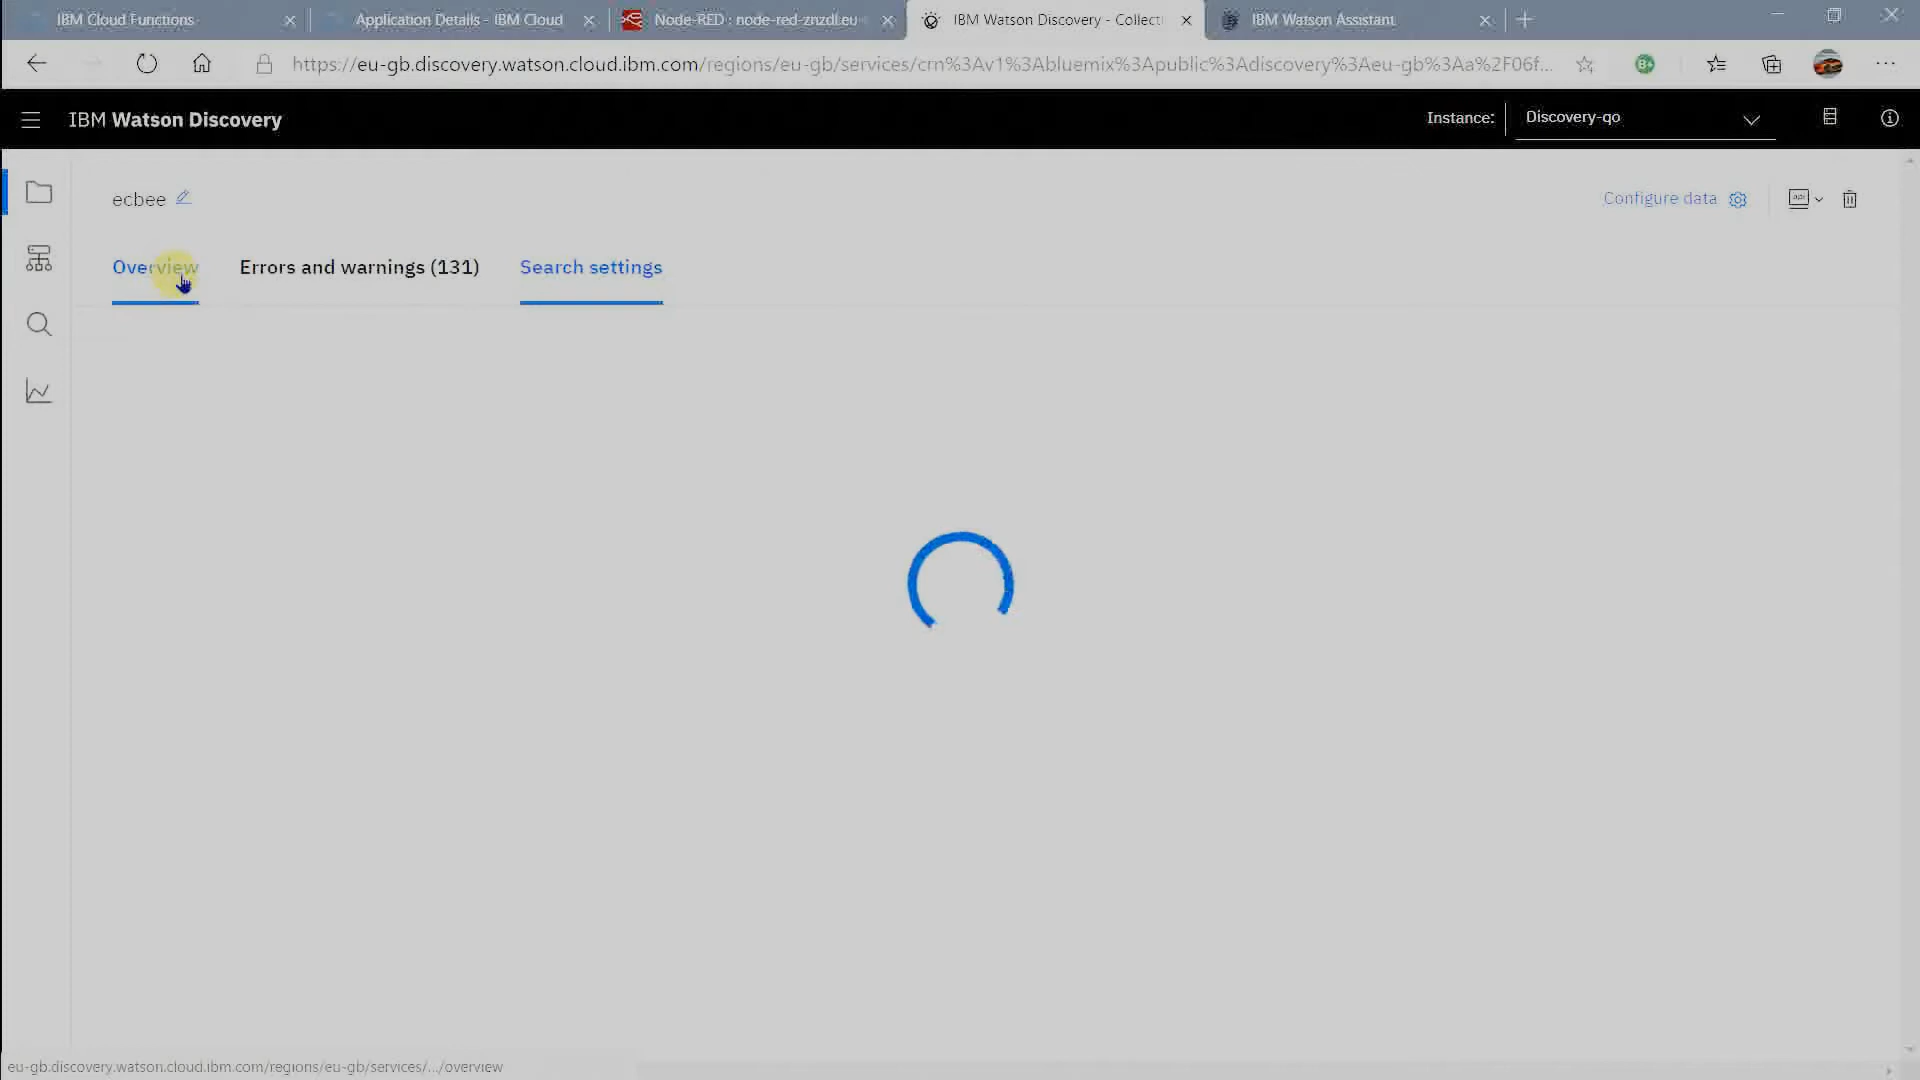 IBM Cloud Functions
Application Details - IBM Cloud
Node-RED : node-red-znzdl.eu
IBM Watson Discovery - Collecti
IBM Watson Assistant
https://eu-gb.discovery.watson.cloud.ibm.com/regions/eu-gb/services/crn%3Av1%3Abluemix%3Apublic%3Adiscovery%3Aeu-gb%3Aa%2F06f...
IBM Watson Discovery
Instance:
Discovery-qo
ecbee
Configure data
Overview
Errors and warnings (131)
Search settings
eu-gb.discovery.watson.cloud.ibm.com/regions/eu-gb/services/.../overview